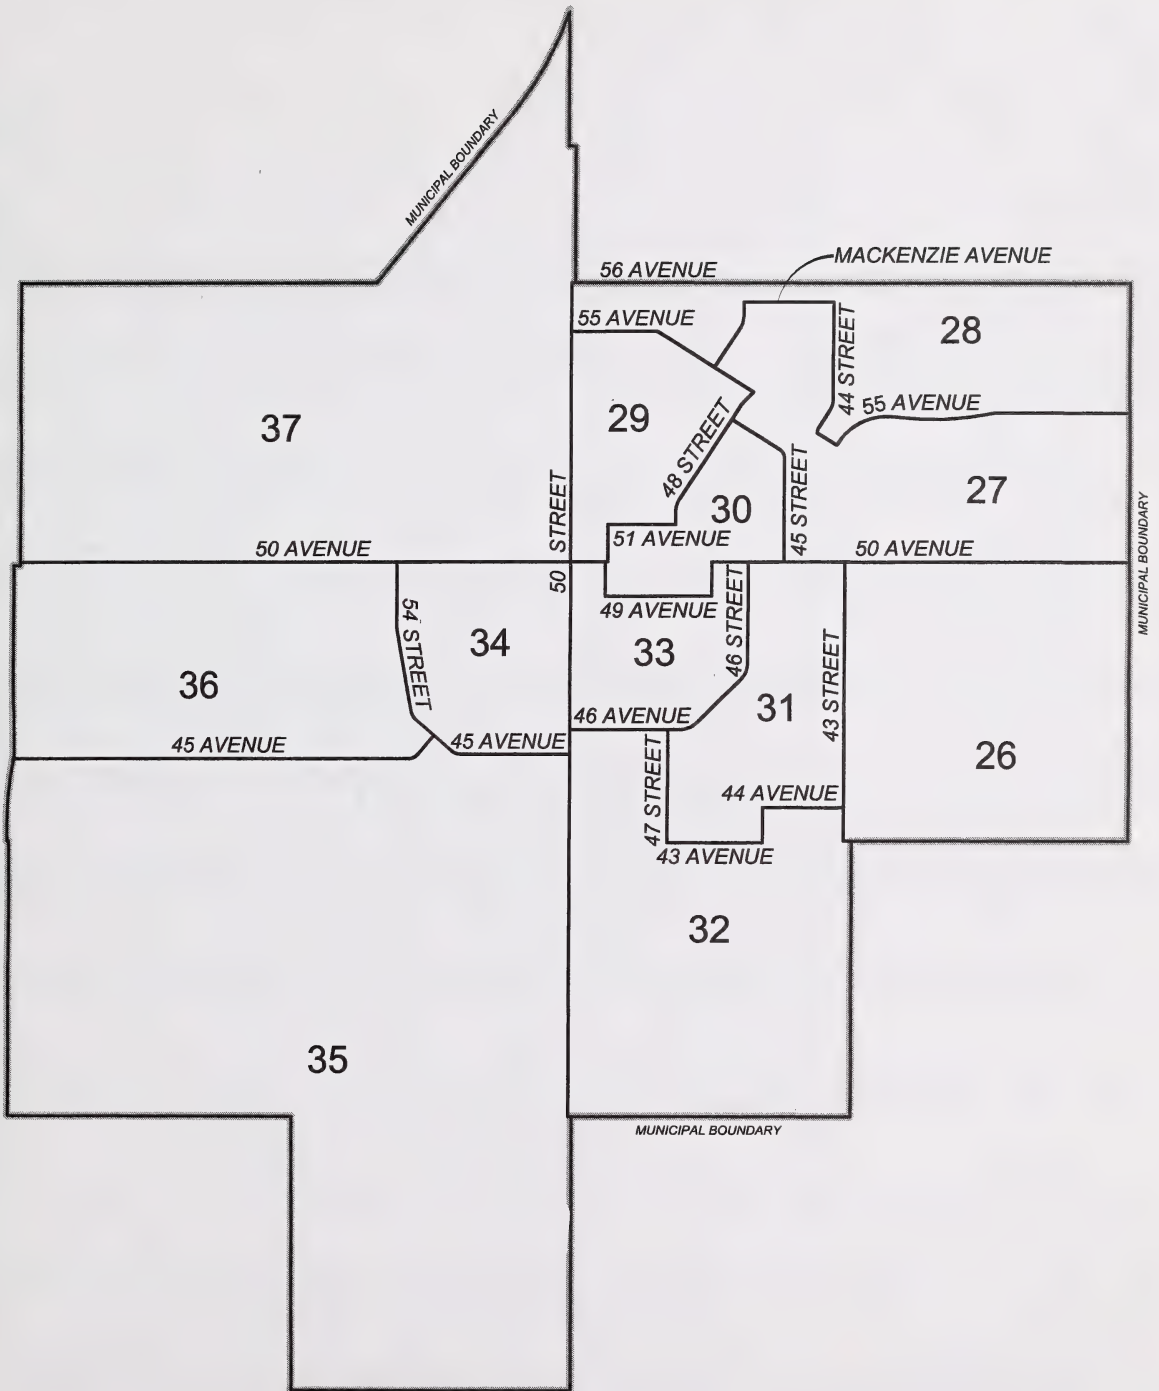 MUNICIPAL BOUNDARY
56 AVENUE
MACKENZIE AVENUE
55 AVENUE
44 STREET
28
55 AVENUE
37
29
48 STREET
30
45 STREET
27
50 STREET
51 AVENUE
50 AVENUE
50 AVENUE
MUNICIPAL BOUNDARY
54 STREET
34
49 AVENUE
46 STREET
33
43 STREET
36
31
46 AVENUE
45 AVENUE
45 AVENUE
47 STREET
26
44 AVENUE
43 AVENUE
32
35
MUNICIPAL BOUNDARY